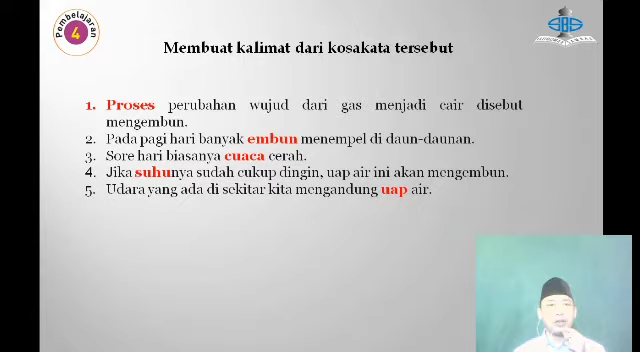 Pembelajaran
4
SBS
Membuat kalimat dari kosakata tersebut
1. Proses perubahan wujud dari gas menjadi cair disebut
mengembun.
2. Pada pagi hari banyak embun menempel di daun-daunan.
3. Sore hari biasanya cuaca cerah.
4. Jika suhunya sudah cukup dingin, uap air ini akan mengembun.
5. Udara yang ada di sekitar kita mengandung uap air.